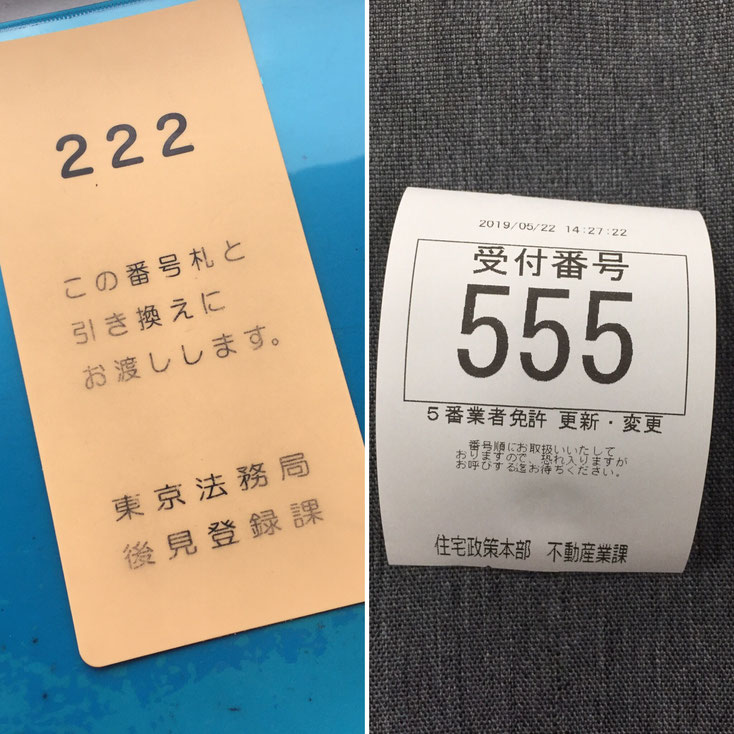 222
この番号札と
引き換えに
お渡しします。
東京法務局
後見登録課
2019/05/22 14:27:22
受付番号
555
5番業者免許 更新・変更
番号順にお取扱いいたして
おりますので、恐れ入りますが
お呼びする迄お待ちください。
住宅政策本部 不動産業課